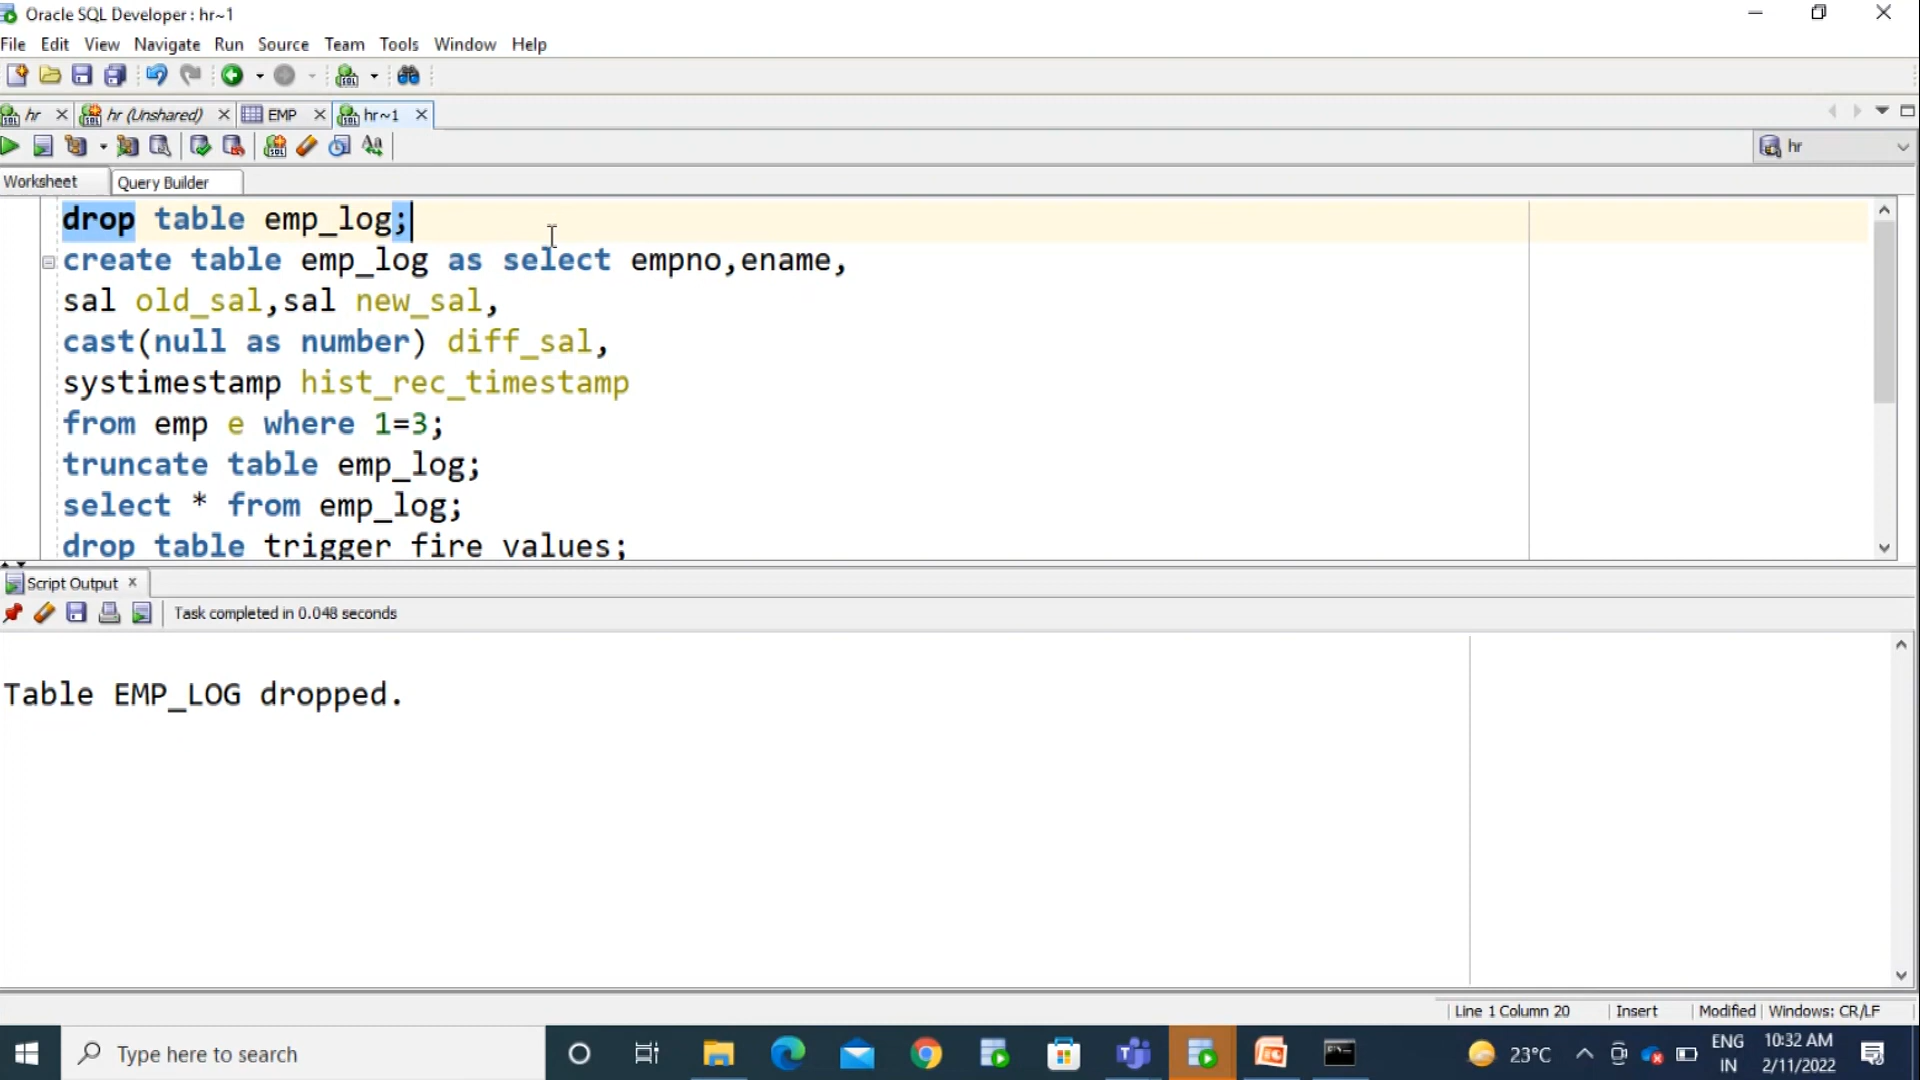 Oracle SQL Developer : hr~1
File Edit View Navigate Run Source Team Tools Window Help
hr hr (Unshared) EMP hr~1
hr
Worksheet Query Builder
drop table emp_log;
create table emp_log as select empno,ename,
sal old_sal,sal new_sal,
cast(null as number) diff_sal,
systimestamp hist_rec_timestamp
from emp e where 1=3;
truncate table emp_log;
select * from emp_log;
drop table trigger_fire_values;
Script Output
Task completed in 0.048 seconds
Table EMP_LOG dropped.
Line 1 Column 20 Insert Modified Windows: CR/LF
Type here to search
23°C
ENG
IN
10:32 AM
2/11/2022